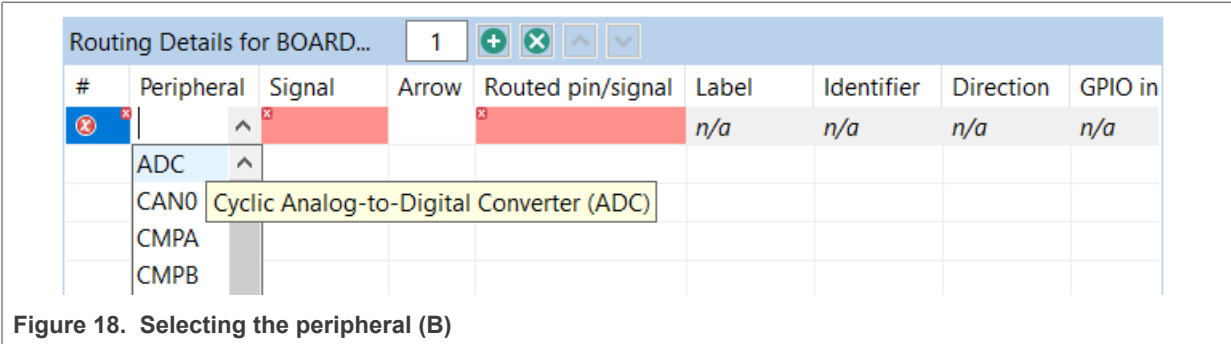 Routing Details for BOARD... 1
# Peripheral Signal Arrow Routed pin/signal Label Identifier Direction GPIO in
n/a n/a n/a n/a
ADC
CAN0 Cyclic Analog-to-Digital Converter (ADC)
CMPA
CMPB
Figure 18. Selecting the peripheral (B)